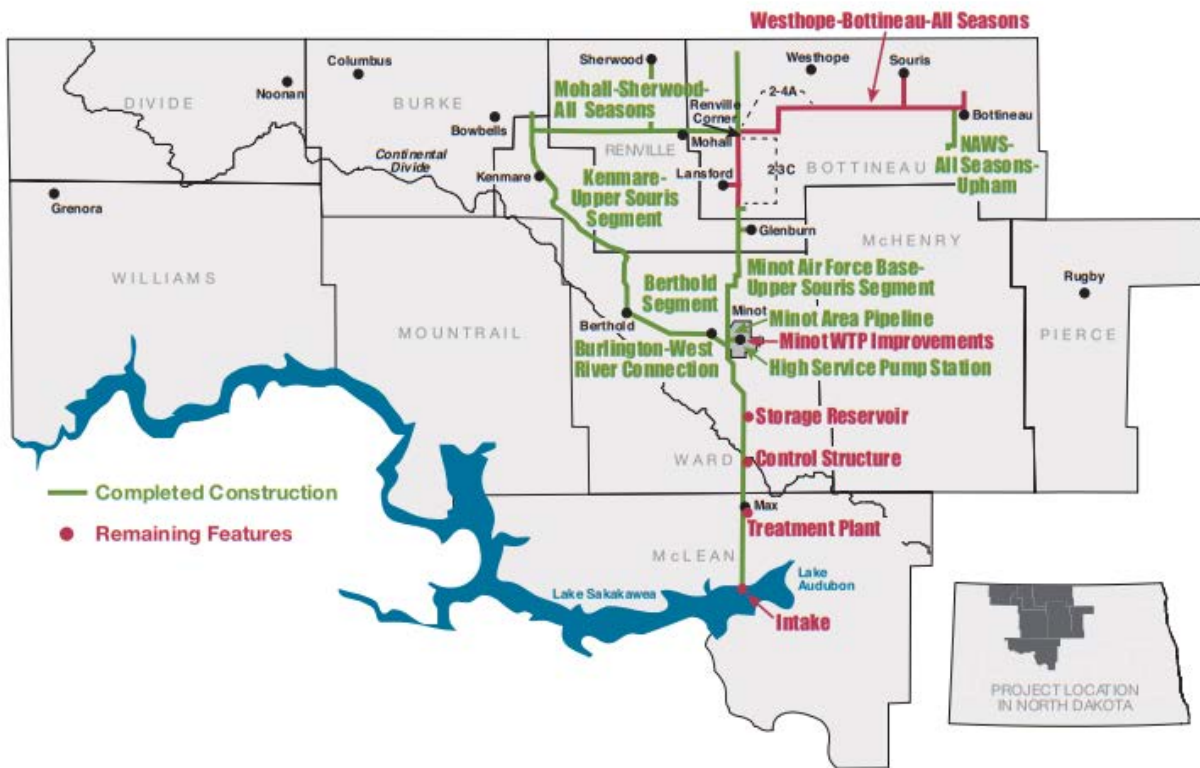 Westhope-Bottineau-All Seasons
Sherwood
Westhope
Souris
Columbus
Noonan
DIVIDE
BURKE
Mohall-Sherwood-
All Seasons
2-4A
Renville
Corner
Bottineau
Bowbells
Mohall
RENVILLE
Continental
Divide
Kenmare
Kenmare-
Upper Souris
Segment
Lansford
2-3C
BOTTINEAU
NAWS-
All Seasons-
Upham
Grenora
Glenburn
McHENRY
WILLIAMS
Minot Air Force Base-
Upper Souris Segment
Rugby
Berthold
Segment
Minot
MOUNTRAIL
Berthold
Minot Area Pipeline
PIERCE
Minot WTP Improvements
Burlington-West
River Connection
High Service Pump Station
Storage Reservoir
WARD
Control Structure
Completed Construction
Remaining Features
Max
Treatment Plant
McLEAN
Lake
Audubon
Lake Sakakawea
Intake
PROJECT LOCATION
IN NORTH DAKOTA